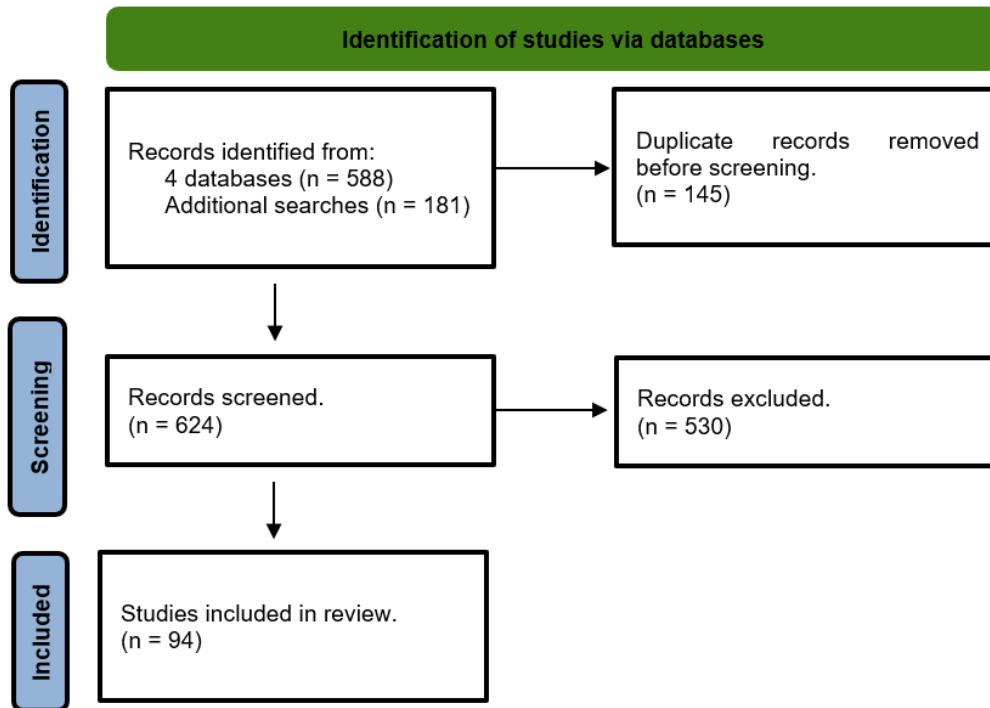 Identification of studies via databases
Identification
Records identified from:
4 databases (n = 588)
Additional searches (n = 181)
Duplicate records removed
before screening.
(n = 145)
Screening
Records screened.
(n = 624)
Records excluded.
(n = 530)
Included
Studies included in review.
(n = 94)